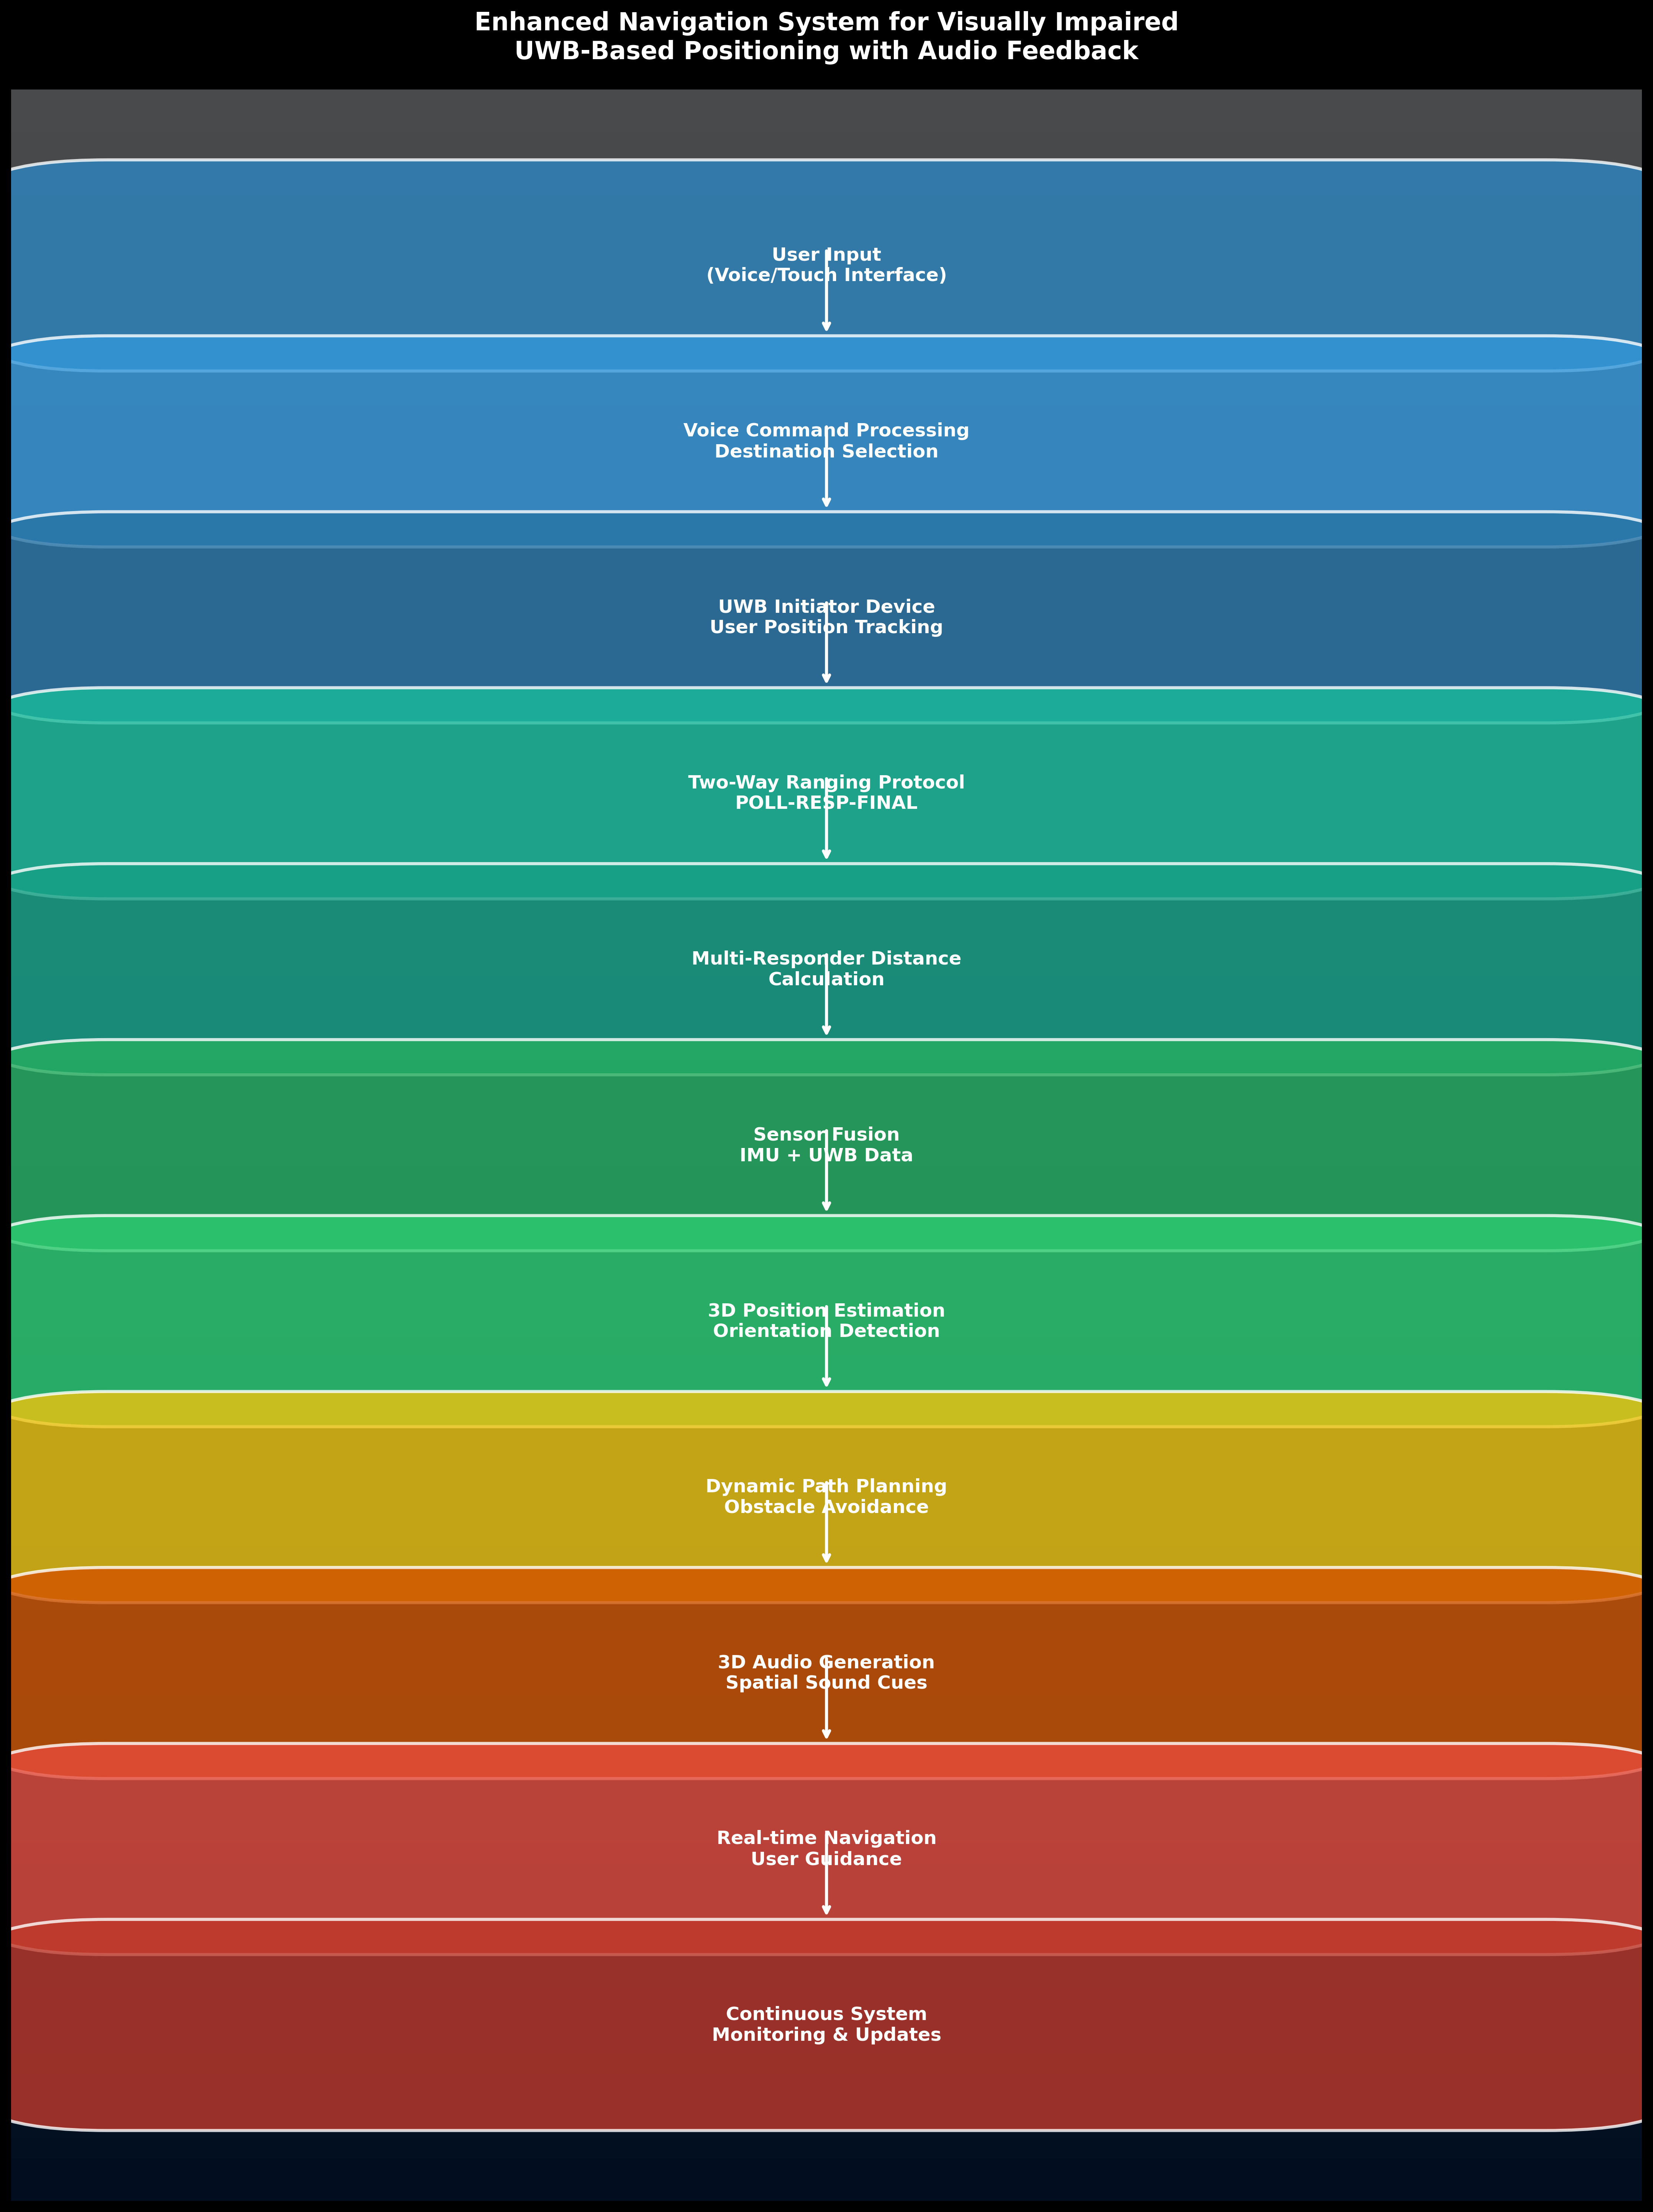 Enhanced Navigation System for Visually Impaired
UWB-Based Positioning with Audio Feedback
User Input
(Voice/Touch Interface)
Voice Command Processing
Destination Selection
UWB Initiator Device
User Position Tracking
Two-Way Ranging Protocol
POLL-RESP-FINAL
Multi-Responder Distance
Calculation
Sensor Fusion
IMU + UWB Data
3D Position Estimation
Orientation Detection
Dynamic Path Planning
Obstacle Avoidance
3D Audio Generation
Spatial Sound Cues
Real-time Navigation
User Guidance
Continuous System
Monitoring & Updates